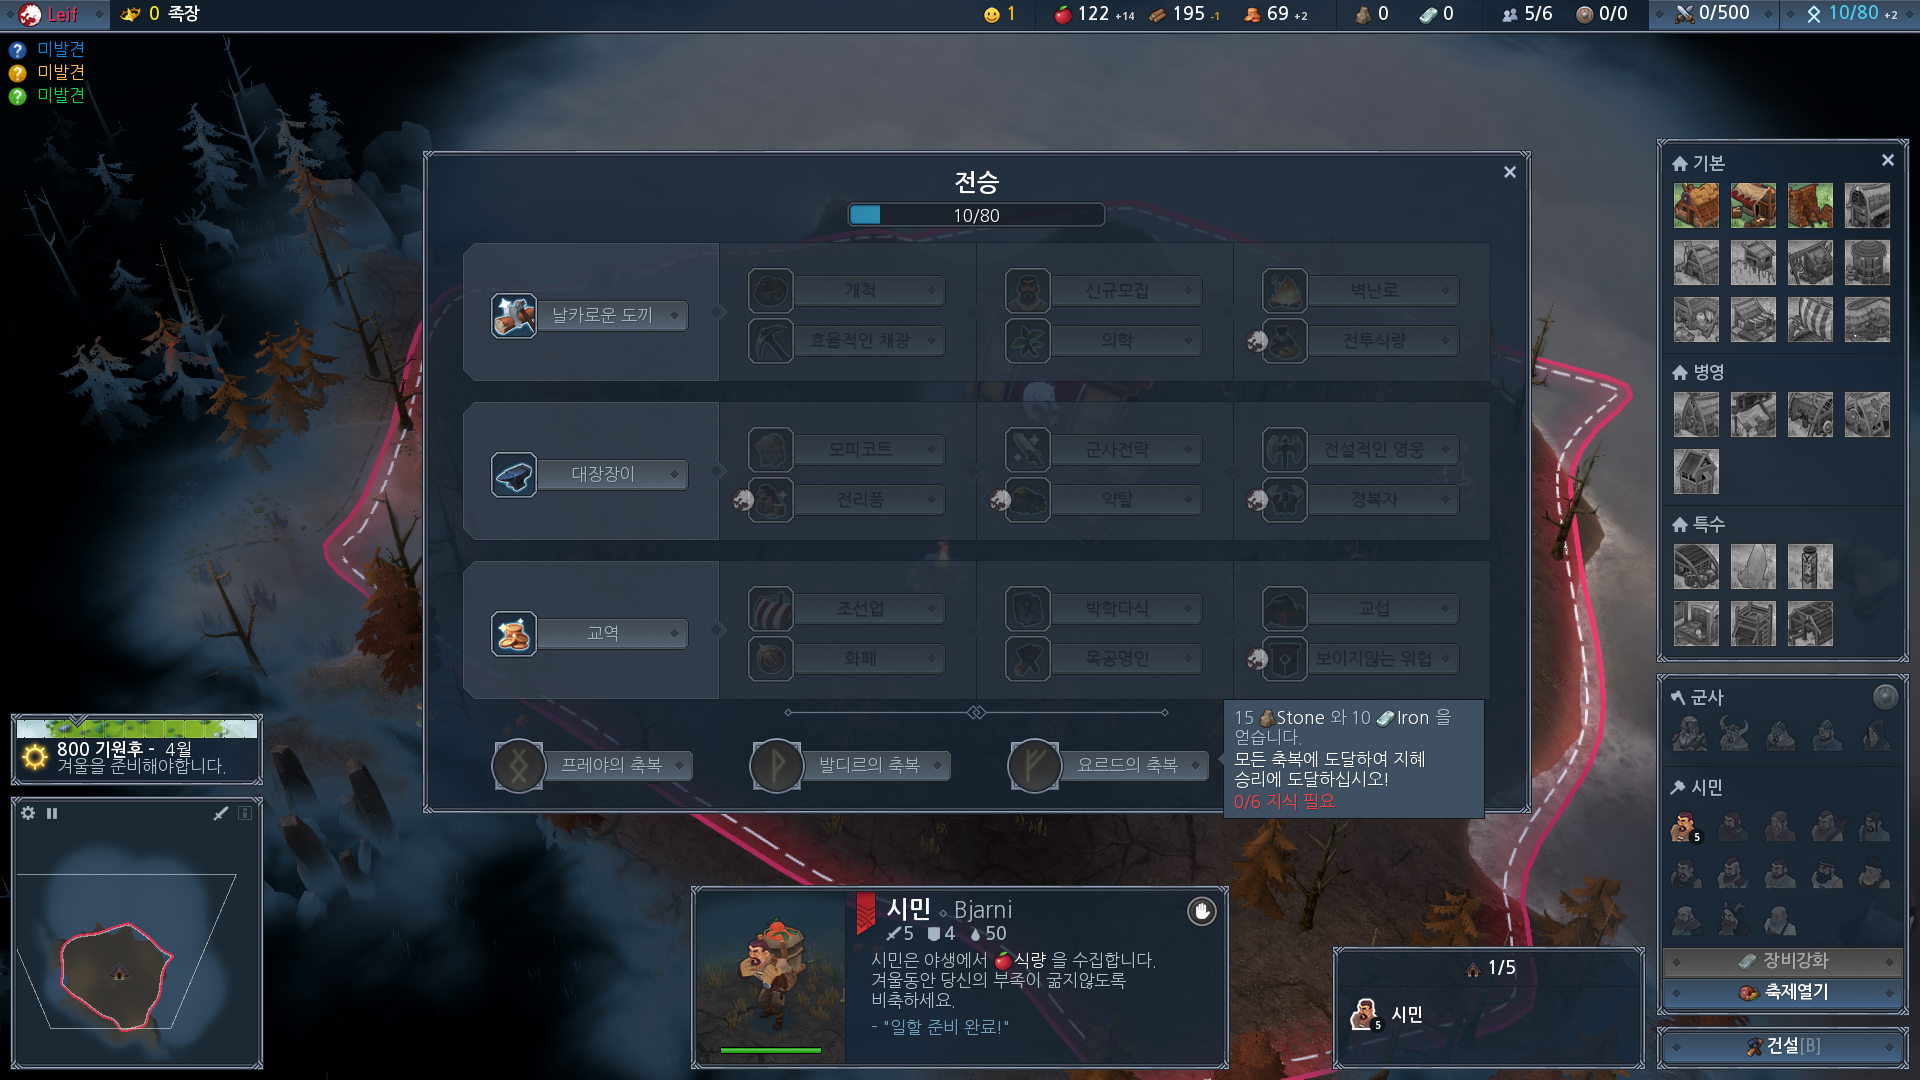 Leif
0 족장
1
122 +14
195 -1
69 +2
0
0
5/6
0/0
0/500
10/80 +2
미발견
미발견
미발견
전승
10/80
날카로운 도끼
개척
신규모집
벽난로
효율적인 채광
의학
전투식량
대장장이
모피코트
군사전략
전설적인 영웅
전리품
약탈
정복자
교역
조선업
박학다식
교섭
화폐
목공명인
보이지않는 위협
프레야의 축복
발디르의 축복
요르드의 축복
15 Stone 와 10 Iron 을
얻습니다.
모든 축복에 도달하여 지혜
승리에 도달하십시오!
0/6 지식 필요
기본
병영
특수
군사
시민
5
장비강화
축제열기
건설[B]
800 기원후 - 4월
겨울을 준비해야합니다.
시민 Bjarni
5 4 50
시민은 야생에서 식량 을 수집합니다.
겨울동안 당신의 부족이 굶지않도록
비축하세요.
- "일할 준비 완료!"
1/5
5 시민